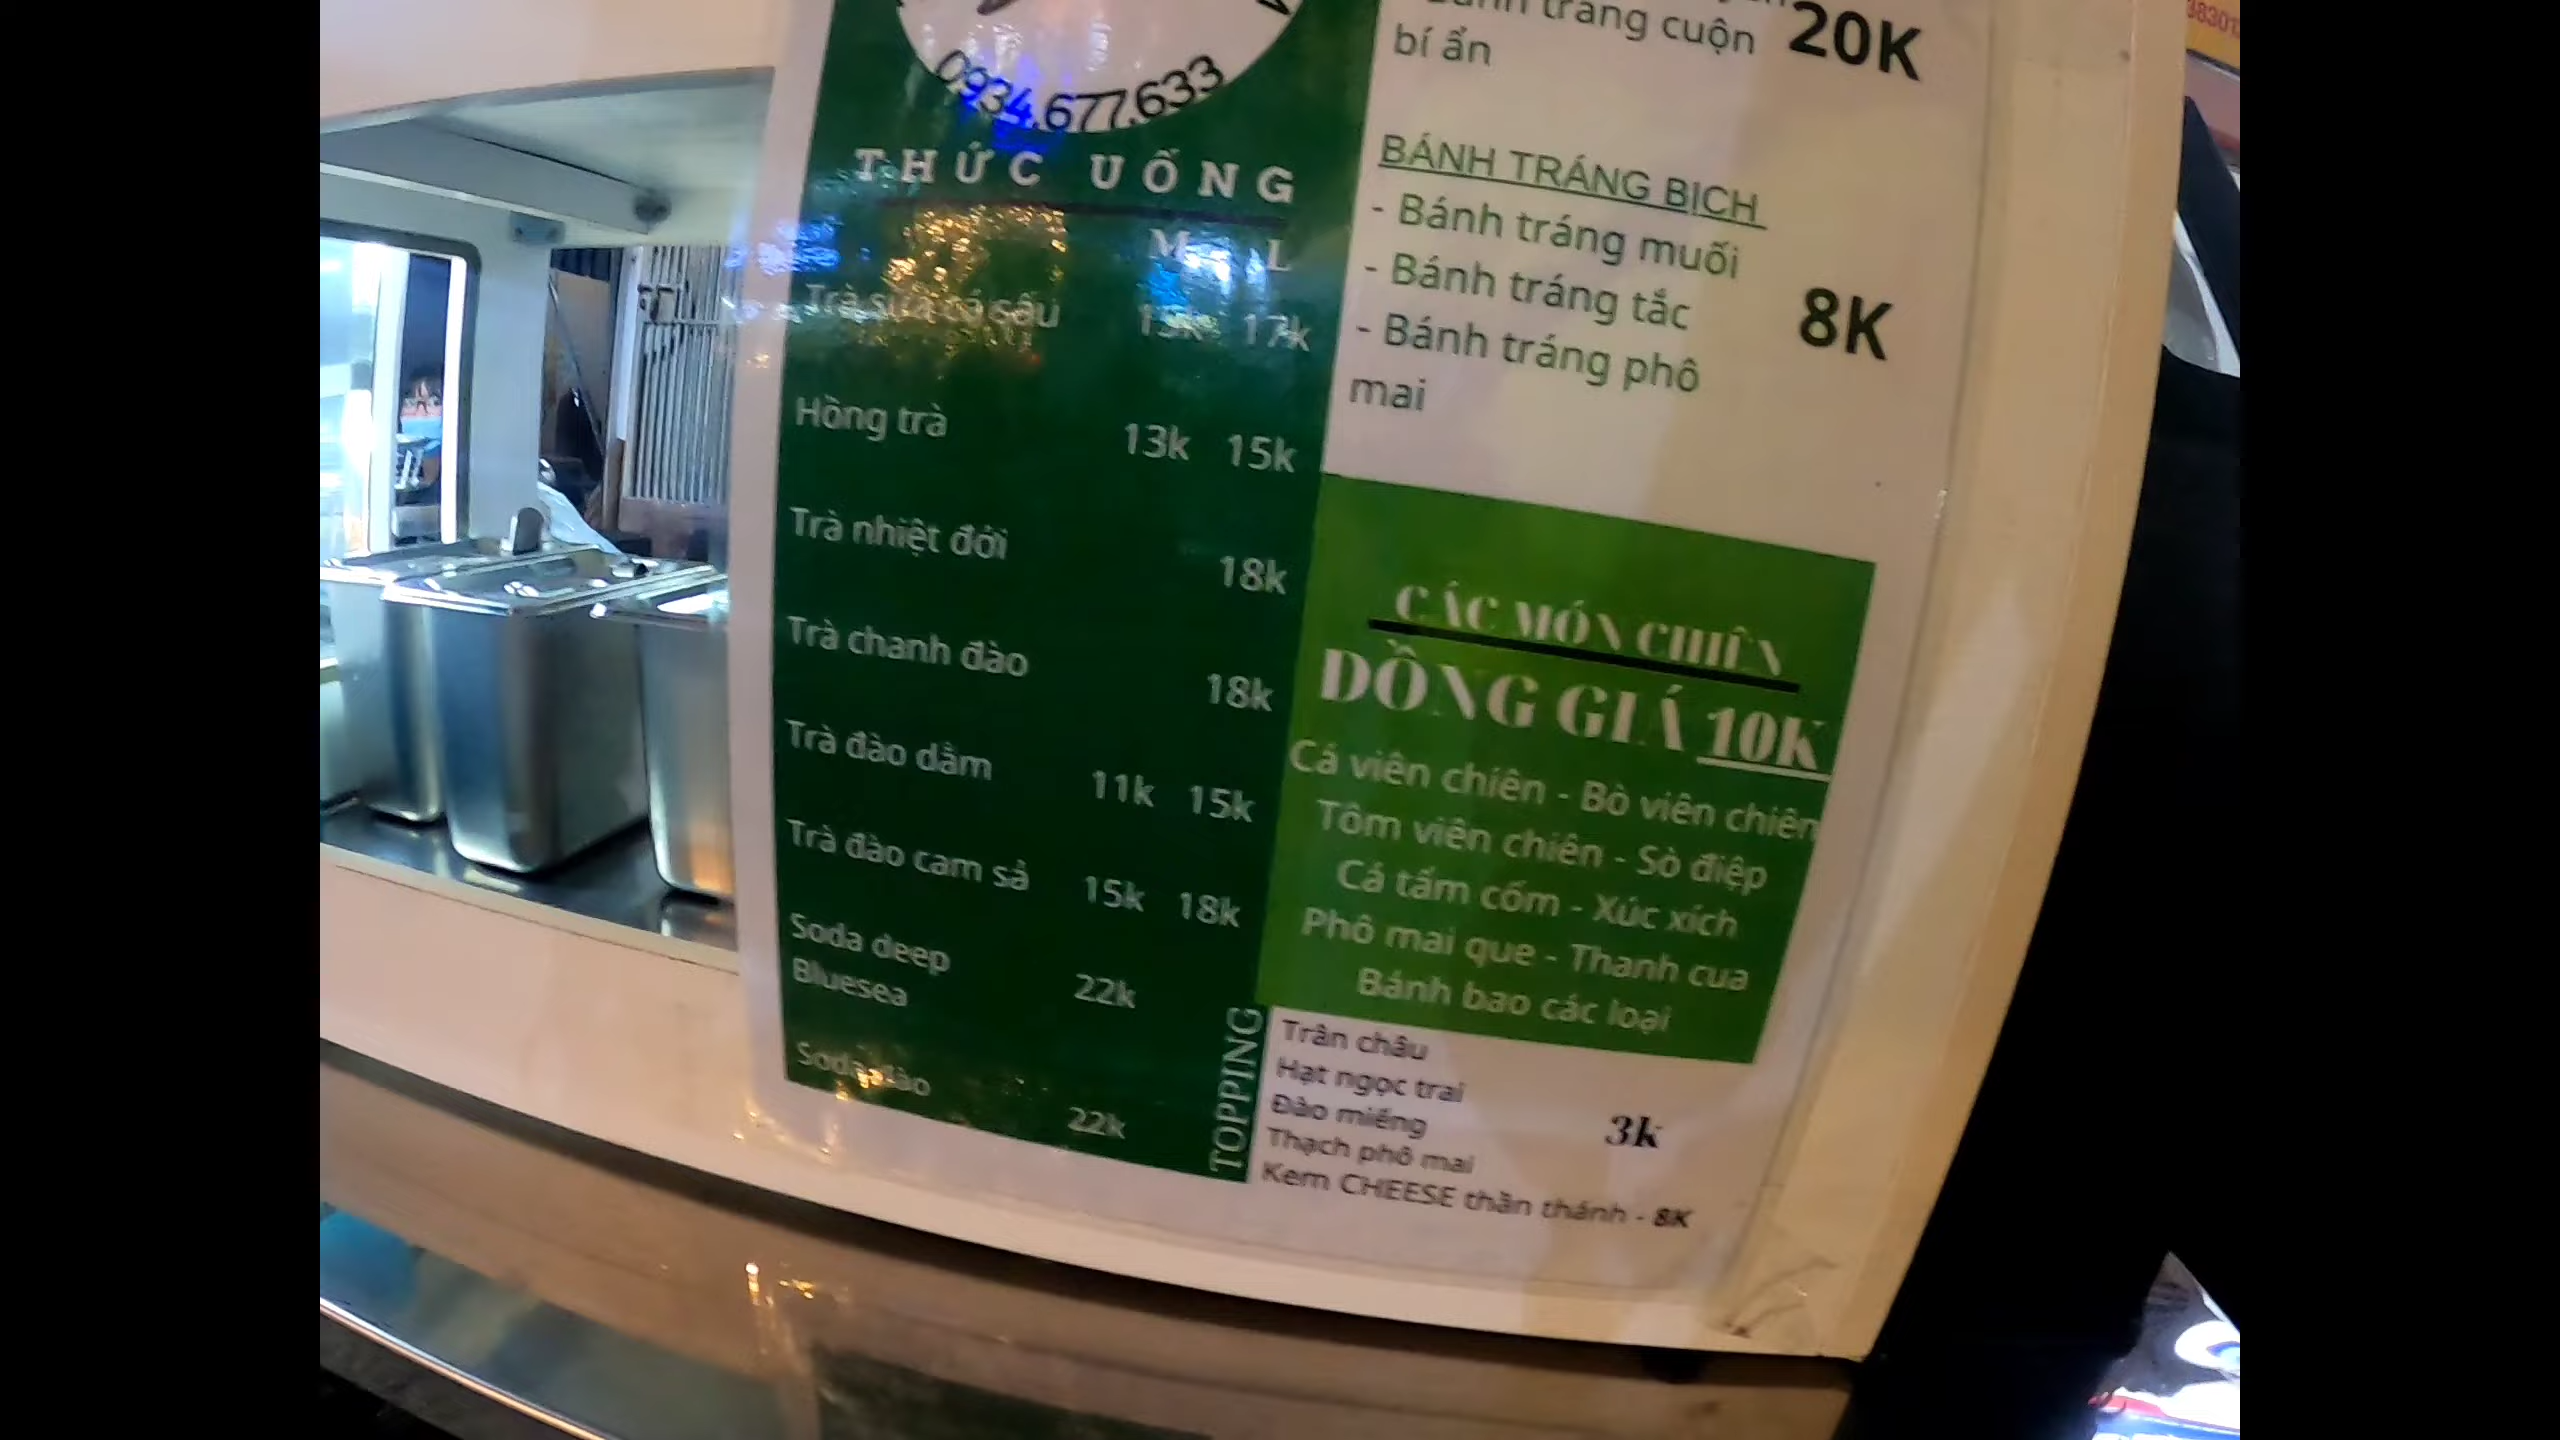 0934.677.633
THỨC UỐNG
M L
Trà sữa cá sấu 13k 17k
Hồng trà 13k 15k
Trà nhiệt đới 18k
Trà chanh đào 18k
Trà đào dằm 11k 15k
Trà đào cam sả 15k 18k
Soda deep
Bluesea 22k
Soda đào 22k
tráng cuộn
bí ẩn
20K
BÁNH TRÁNG BỊCH
- Bánh tráng muối
- Bánh tráng tắc
- Bánh tráng phô
mai
8K
CÁC MÓN CHIÊN
ĐỒNG GIÁ 10K
Cá viên chiên - Bò viên chiên
Tôm viên chiên - Sò điệp
Cá tẩm cốm - Xúc xích
Phô mai que - Thanh cua
Bánh bao các loại
TOPPING
Trân châu
Hạt ngọc trai
Đào miếng
Thạch phô mai
3k
Kem CHEESE thần thánh - 8K